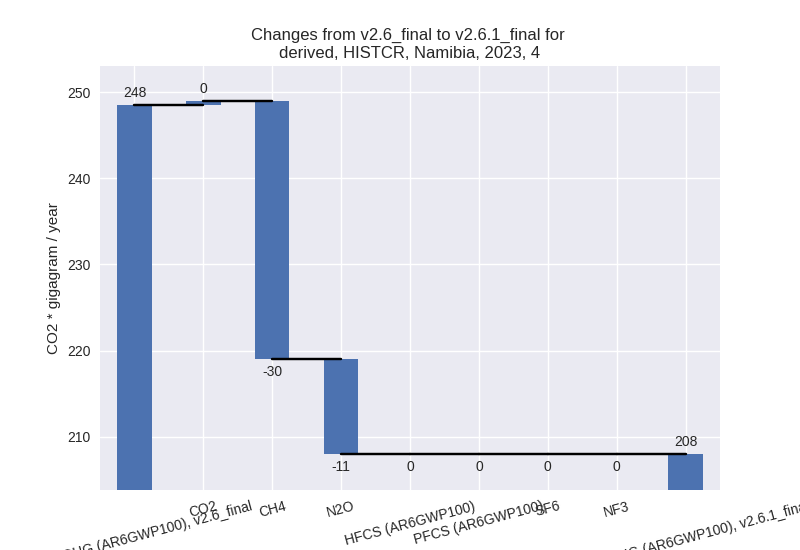 Changes from v2.6_final to v2.6.1_final for
derived, HISTCR, Namibia, 2023, 4
CO2 * gigagram / year
250
240
230
220
210
248
0
-30
-11
0
0
0
0
208
(AR6GWP100), v2.6_final
CO2
CH4
N2O
HFCS (AR6GWP100)
PFCS (AR6GWP100)
SF6
NF3
(AR6GWP100), v2.6.1_fina